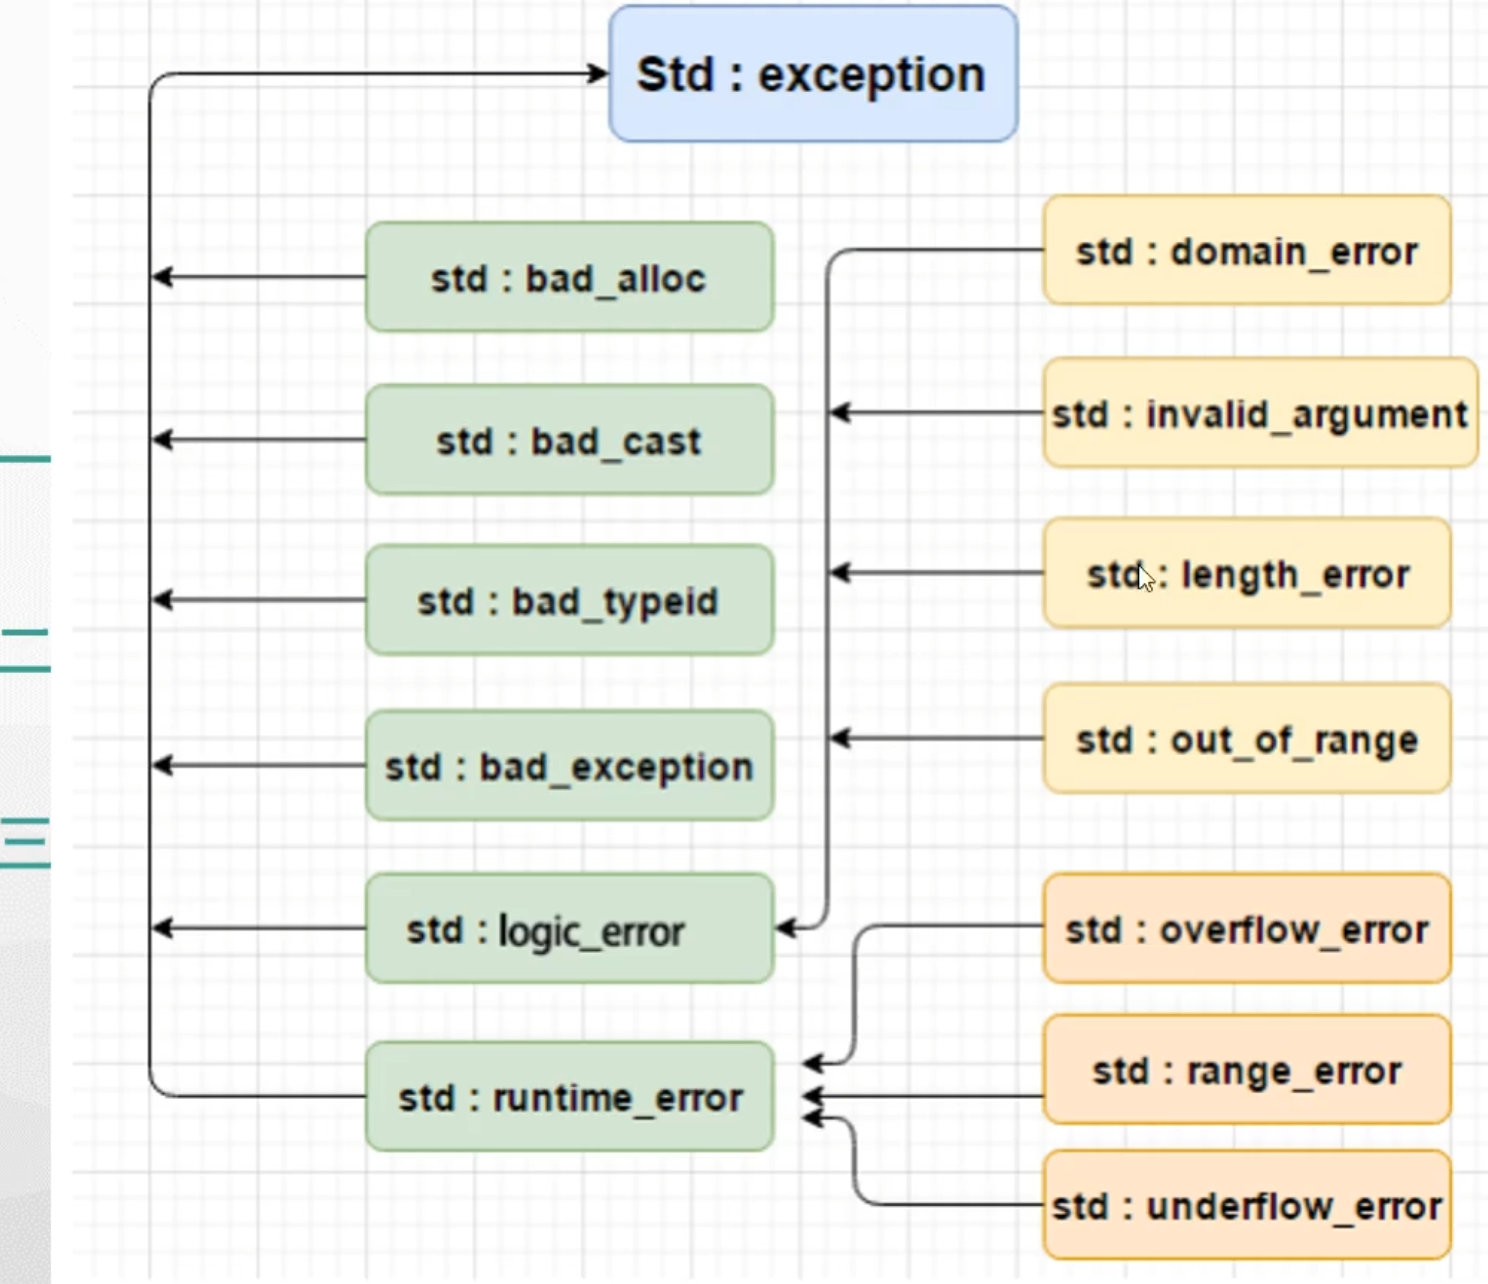 Std : exception
std : bad_alloc
std : bad_cast
std : bad_typeid
std : bad_exception
std : logic_error
std : runtime_error
std : domain_error
std : invalid_argument
std : length_error
std : out_of_range
std : overflow_error
std : range_error
std : underflow_error